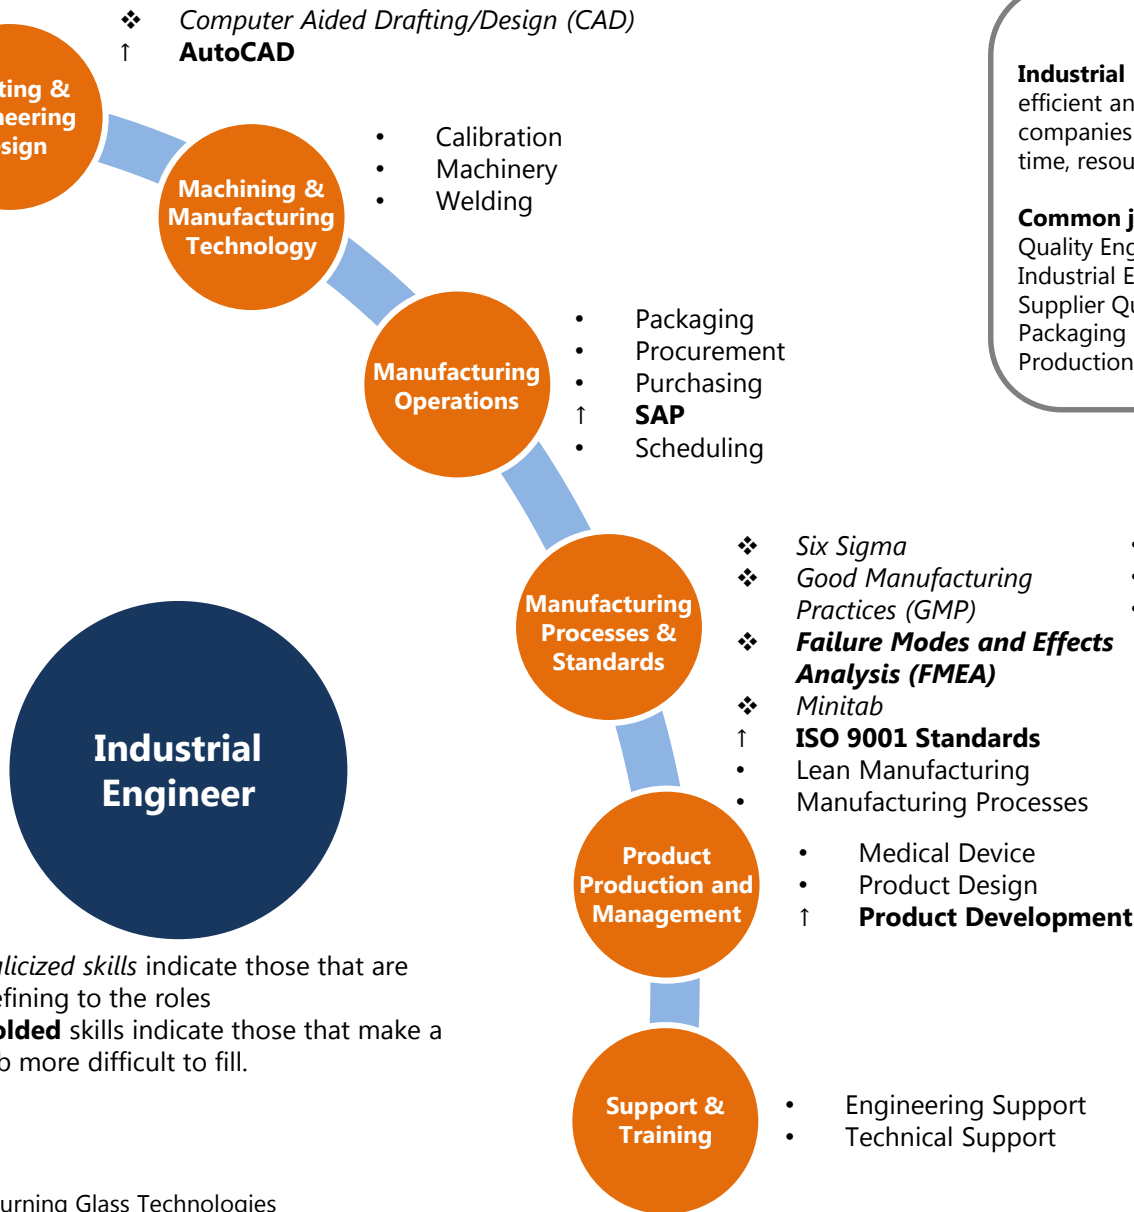 ❖ Computer Aided Drafting/Design (CAD)
↑ AutoCAD
ting &
neering
sign
Machining &
Manufacturing
Technology
• Calibration
• Machinery
• Welding
Manufacturing
Operations
• Packaging
• Procurement
• Purchasing
↑ SAP
• Scheduling
Manufacturing
Processes &
Standards
❖ Six Sigma
❖ Good Manufacturing
Practices (GMP)
❖ Failure Modes and Effects
Analysis (FMEA)
❖ Minitab
↑ ISO 9001 Standards
• Lean Manufacturing
• Manufacturing Processes
Product
Production and
Management
• Medical Device
• Product Design
↑ Product Development
Support &
Training
• Engineering Support
• Technical Support
Industrial
Engineer
Industrial
efficient an
companies
time, resou
Common j
Quality Eng
Industrial E
Supplier Qu
Packaging
Production
licized skills indicate those that are
efining to the roles
olded skills indicate those that make a
b more difficult to fill.
urning Glass Technologies